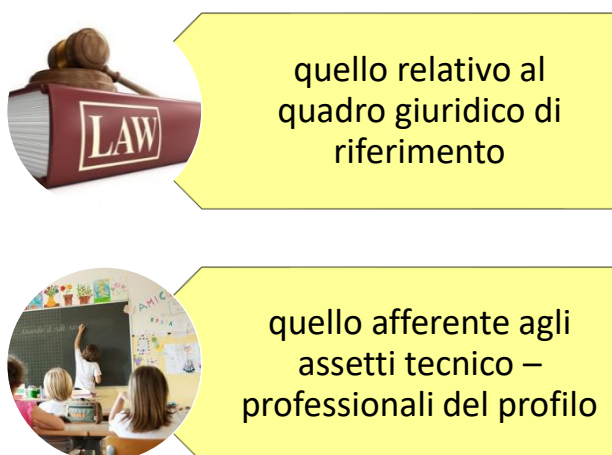 LAW
quello relativo al
quadro giuridico di
riferimento
quello afferente agli
assetti tecnico –
professionali del profilo